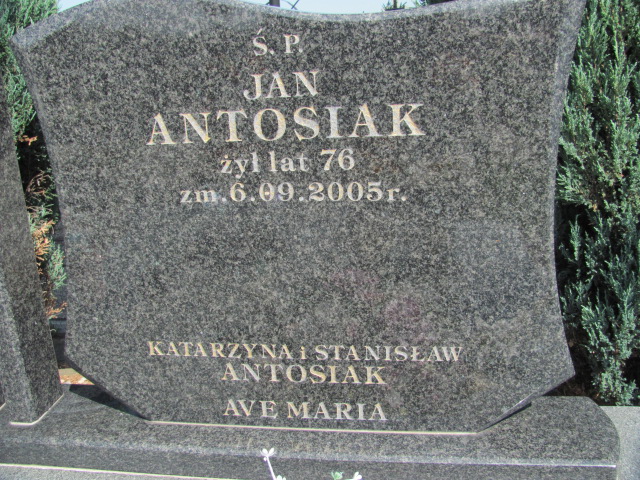 Ś. P.
JAN
ANTOSIAK
żył lat 76
zm. 6.09.2005r.
KATARZYNA i STANISŁAW
ANTOSIAK
AVE MARIA